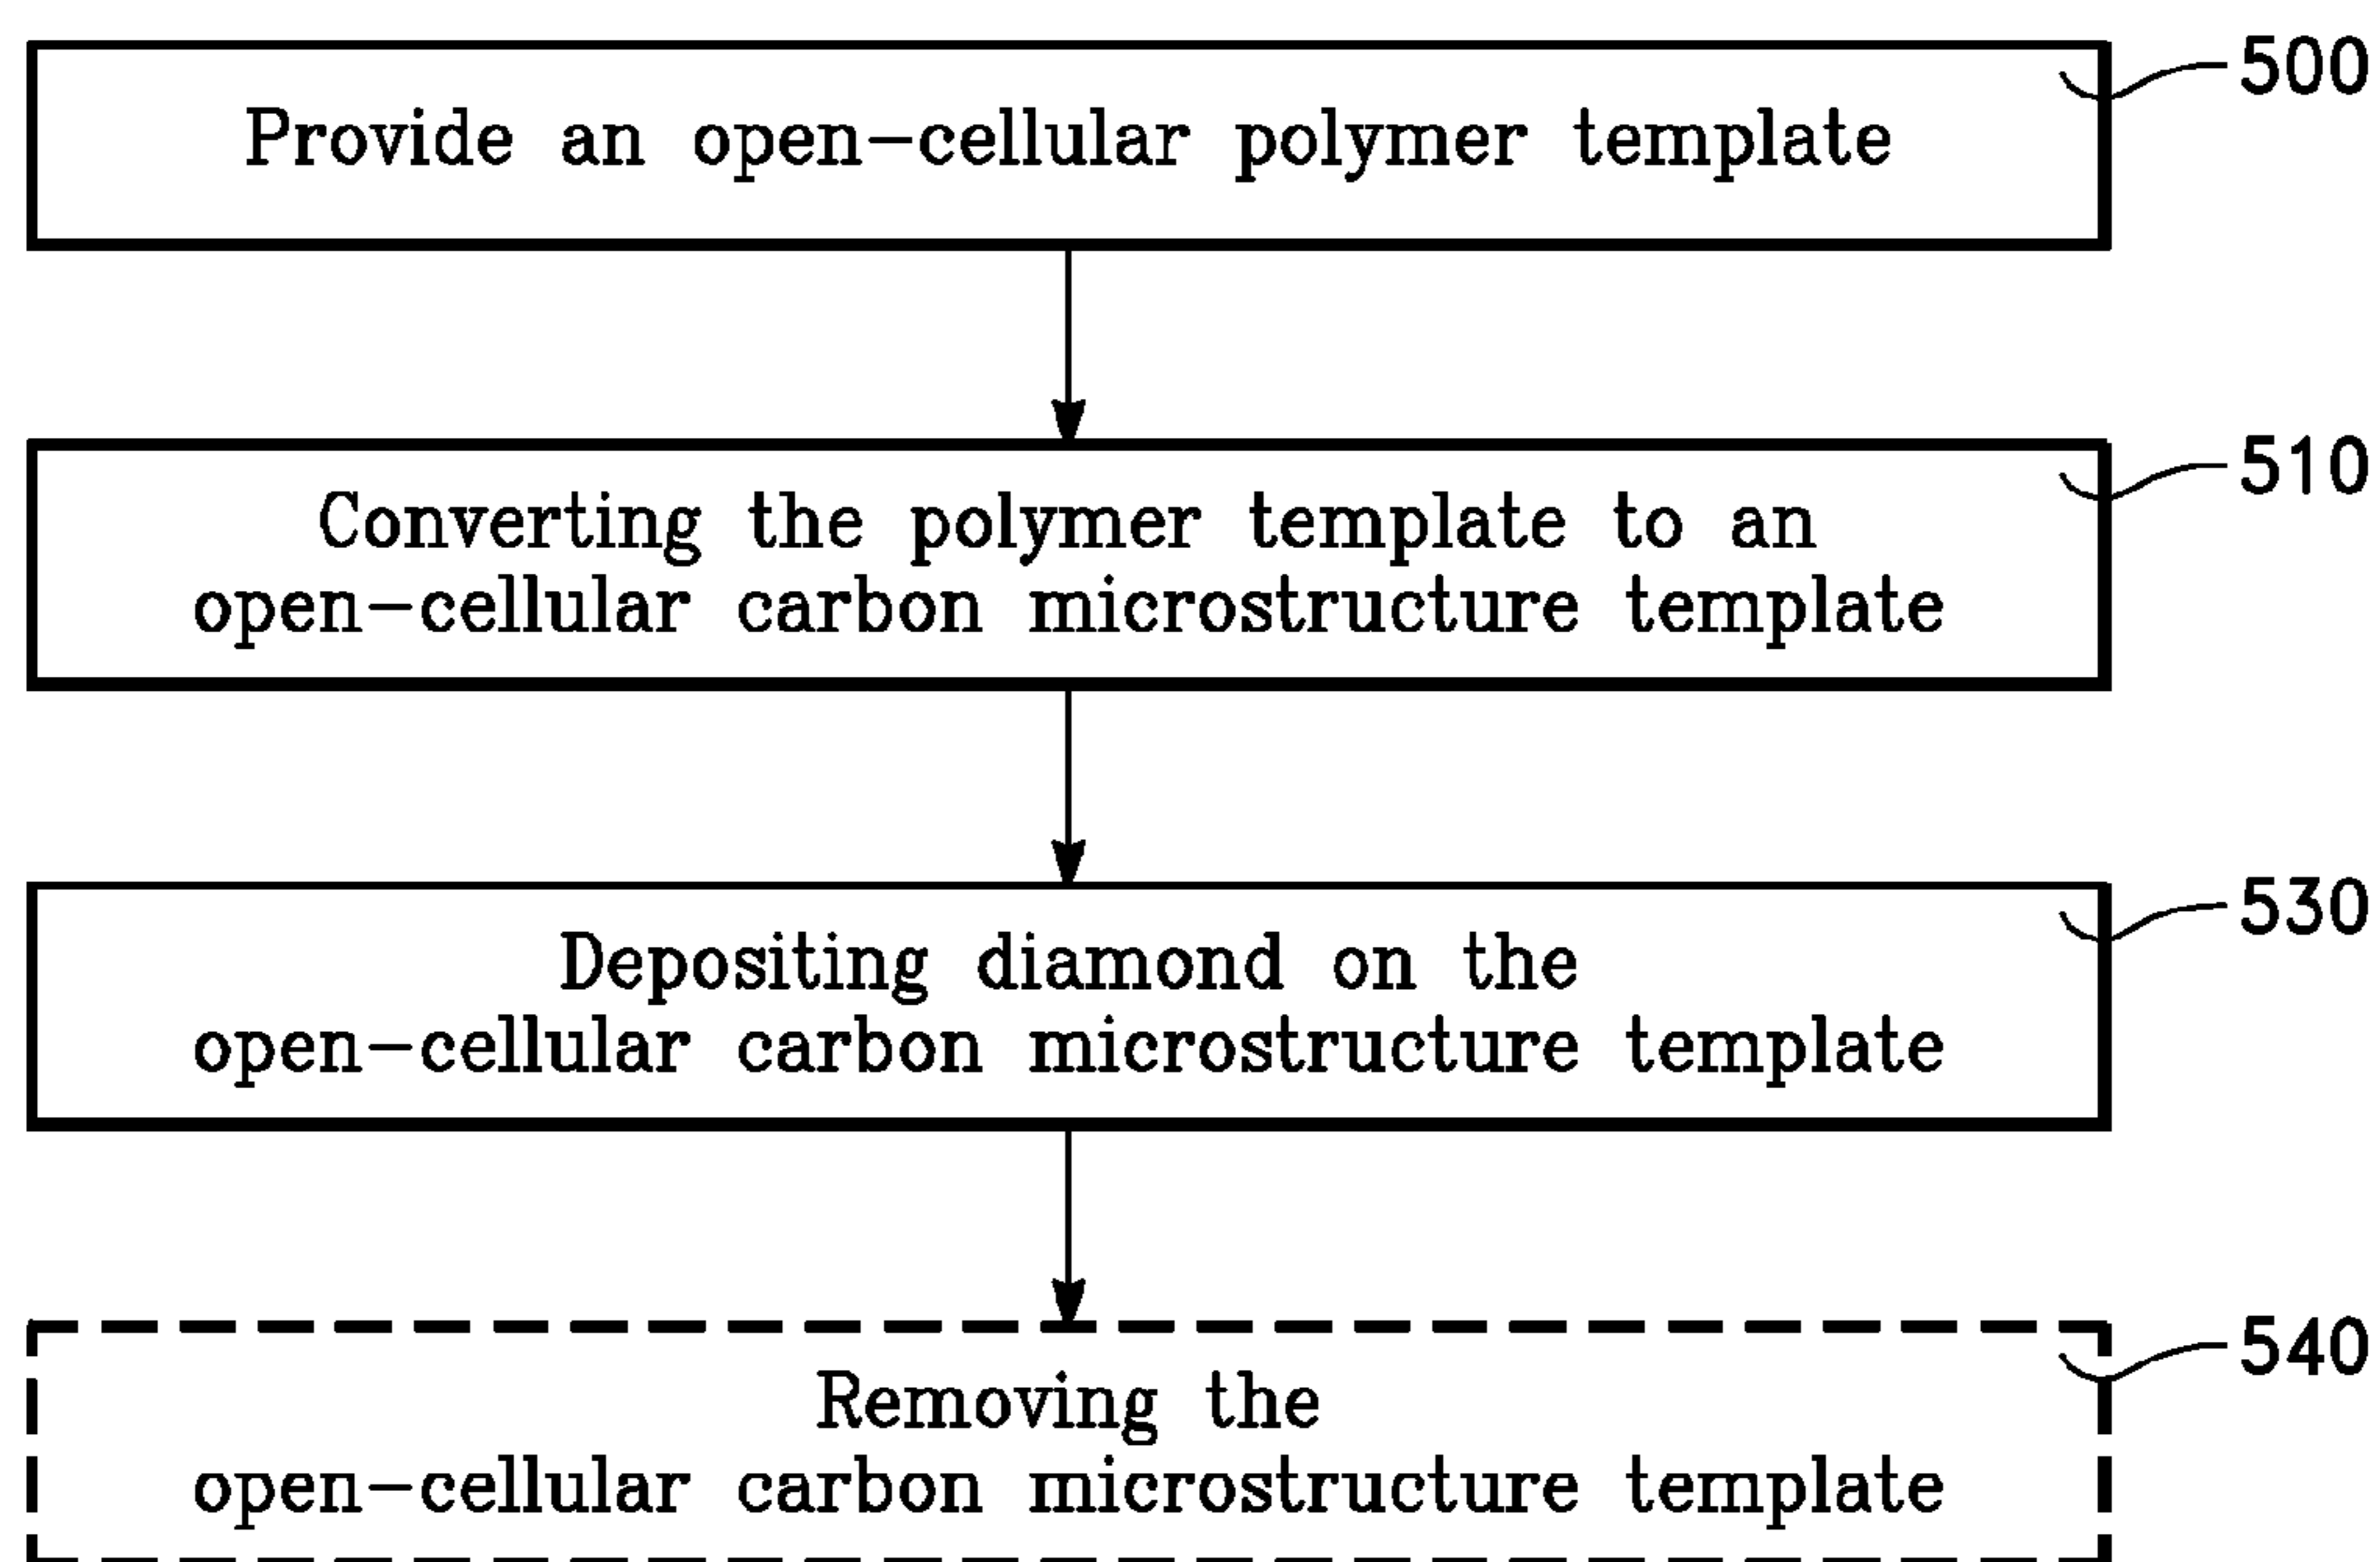 Provide an open-cellular polymer template
500
Converting the polymer template to an
open-cellular carbon microstructure template
510
Depositing diamond on the
open-cellular carbon microstructure template
530
Removing the
open-cellular carbon microstructure template
540